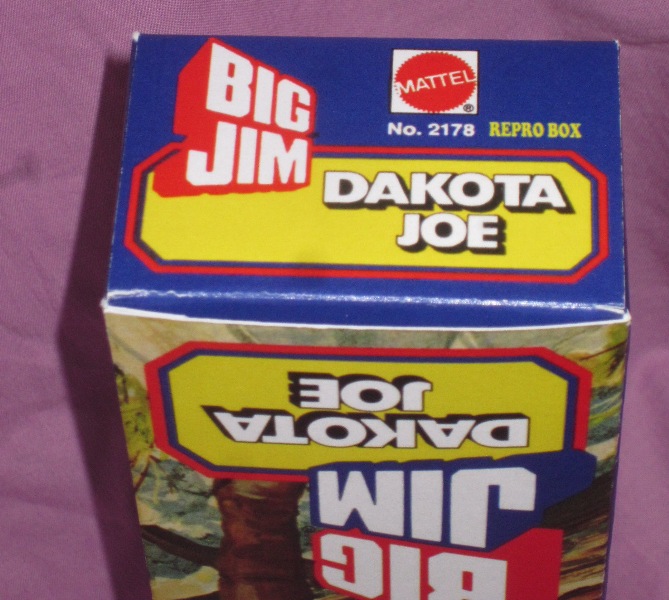 BIG
JIM
MATTEL
®
No. 2178 REPRO BOX
DAKOTA
JOE
BIG
JIM
DAKOTA
JOE